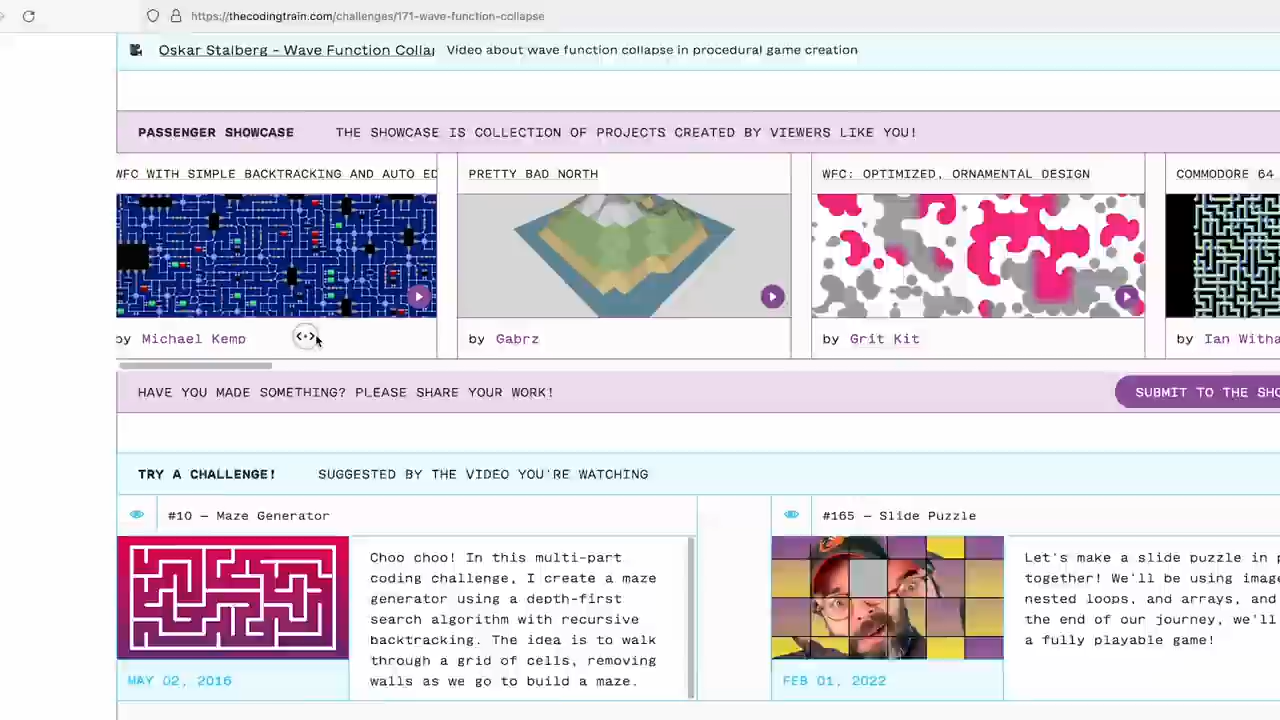 https://thecodingtrain.com/challenges/171-wave-function-collapse
Oskar Stalberg - Wave Function Colla Video about wave function collapse in procedural game creation
PASSENGER SHOWCASE THE SHOWCASE IS COLLECTION OF PROJECTS CREATED BY VIEWERS LIKE YOU!
WFC WITH SIMPLE BACKTRACKING AND AUTO ED
PRETTY BAD NORTH
WFC: OPTIMIZED, ORNAMENTAL DESIGN
COMMODORE 64
by Michael Kemp
by Gabrz
by Grit Kit
by Ian Witha
HAVE YOU MADE SOMETHING? PLEASE SHARE YOUR WORK!
SUBMIT TO THE SHO
TRY A CHALLENGE! SUGGESTED BY THE VIDEO YOU'RE WATCHING
#10 — Maze Generator
Choo choo! In this multi-part
coding challenge, I create a maze
generator using a depth-first
search algorithm with recursive
backtracking. The idea is to walk
through a grid of cells, removing
walls as we go to build a maze.
MAY 02, 2016
#165 — Slide Puzzle
Let's make a slide puzzle in p
together! We'll be using image
nested loops, and arrays, and
the end of our journey, we'll
a fully playable game!
FEB 01, 2022